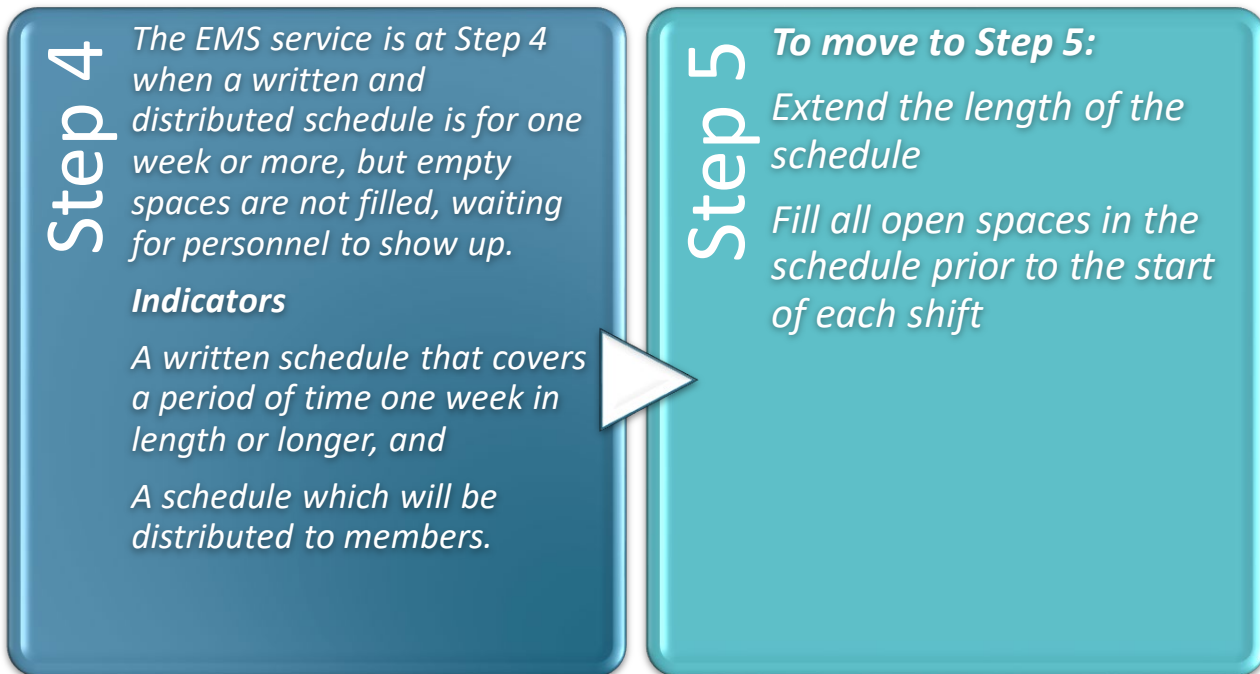 Step 4
The EMS service is at Step 4
when a written and
distributed schedule is for one
week or more, but empty
spaces are not filled, waiting
for personnel to show up.
Indicators
A written schedule that covers
a period of time one week in
length or longer, and
A schedule which will be
distributed to members.
Step 5
To move to Step 5:
Extend the length of the
schedule
Fill all open spaces in the
schedule prior to the start
of each shift